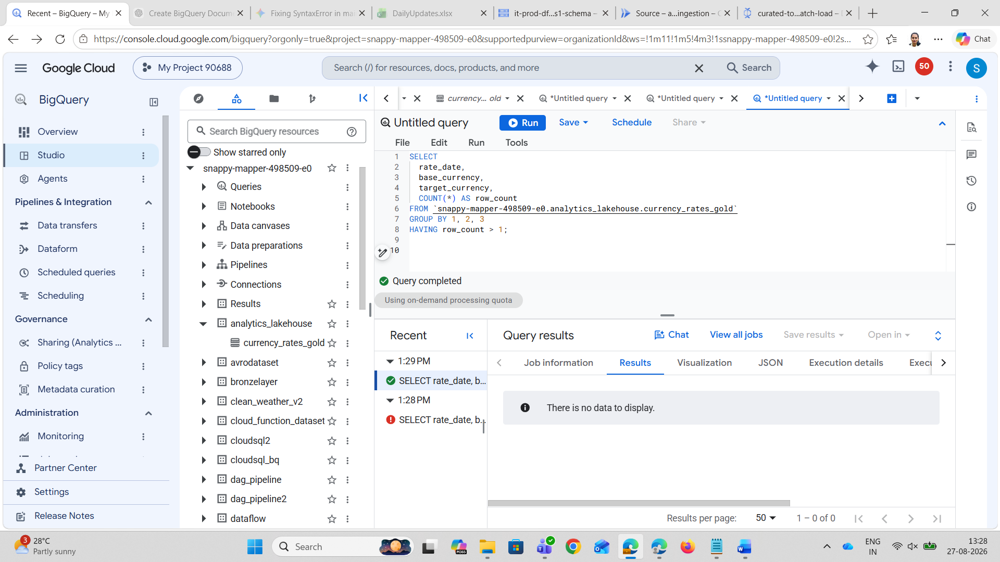 Recent – BigQuery – My
Create BigQuery Docum
Fixing SyntaxError in mai
DailyUpdates.xlsx
it-prod-df...s1-schema –
Source – a...ingestion – C
curated-to...atch-load –
https://console.cloud.google.com/bigquery?orgonly=true&project=snappy-mapper-498509-e0&supportedpurview=organizationId&ws=!1m11!1m5!4m3!1ssnappy-mapper-498509-e0!2s...
Chat
Google Cloud
My Project 90688
Search (/) for resources, docs, products, and more
Search
50
S
BigQuery
Overview
Studio
Agents
Pipelines & Integration
Data transfers
Dataform
Scheduled queries
Scheduling
Governance
Sharing (Analytics ...
Policy tags
Metadata curation
Administration
Monitoring
Partner Center
Settings
Release Notes
Search BigQuery resources
Show starred only
snappy-mapper-498509-e0
Queries
Notebooks
Data canvases
Data preparations
Pipelines
Connections
Results
analytics_lakehouse
currency_rates_gold
avrodataset
bronzelayer
clean_weather_v2
cloud_function_dataset
cloudsql2
cloudsql_bq
dag_pipeline
dag_pipeline2
dataflow
currency... old
*Untitled query
*Untitled query
*Untitled query
Untitled query
Run
Save
Schedule
Share
File
Edit
Run
Tools
1 SELECT
2 rate_date,
3 base_currency,
4 target_currency,
5 COUNT(*) AS row_count
6 FROM `snappy-mapper-498509-e0.analytics_lakehouse.currency_rates_gold`
7 GROUP BY 1, 2, 3
8 HAVING row_count > 1;
9
10
Query completed
Using on-demand processing quota
Recent
1:29 PM
SELECT rate_date, b...
1:28 PM
SELECT rate_date, b...
Query results
Chat
View all jobs
Save results
Open in
Job information
Results
Visualization
JSON
Execution details
Execu
There is no data to display.
Results per page:
50
1 – 0 of 0
3
28°C
Partly sunny
Search
M365
ENG
IN
13:28
27-08-2026